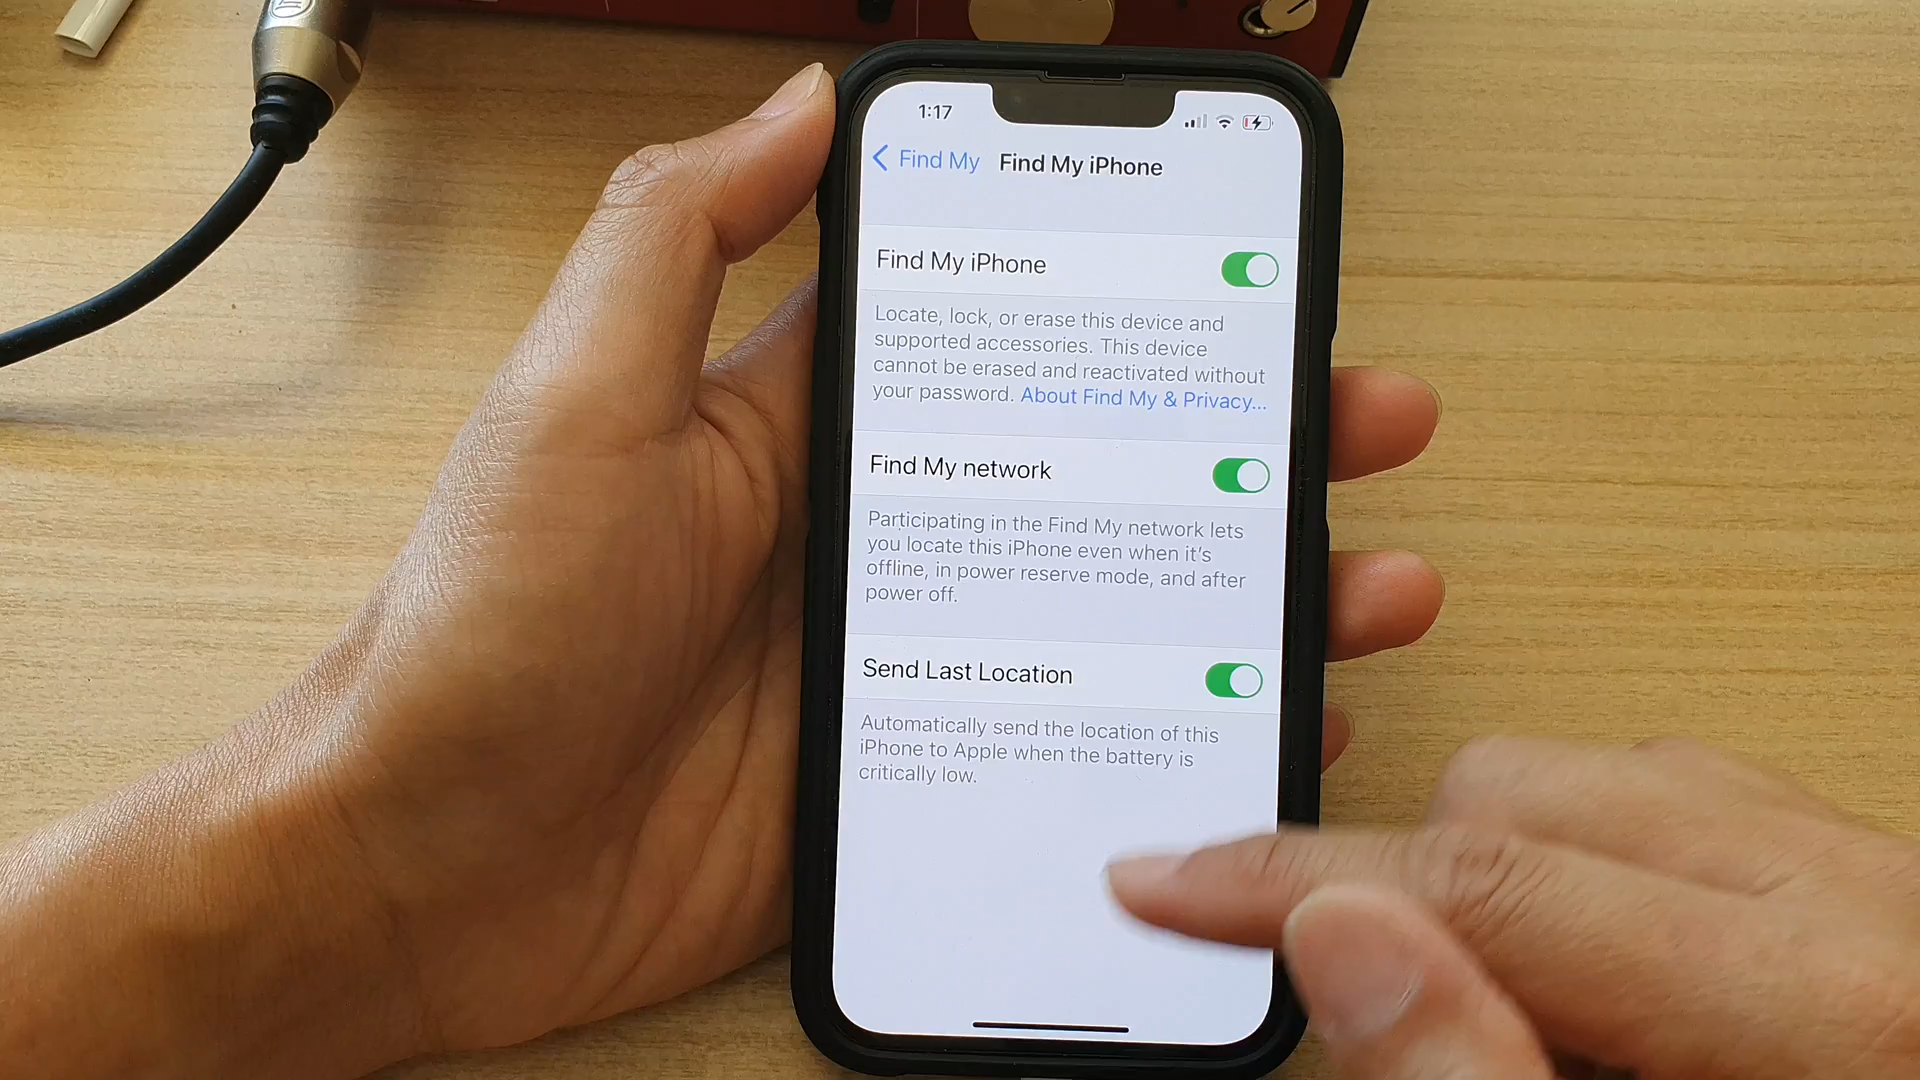 1:17
Find My Find My iPhone
Find My iPhone
Locate, lock, or erase this device and
supported accessories. This device
cannot be erased and reactivated without
your password. About Find My & Privacy...
Find My network
Participating in the Find My network lets
you locate this iPhone even when it's
offline, in power reserve mode, and after
power off.
Send Last Location
Automatically send the location of this
iPhone to Apple when the battery is
critically low.